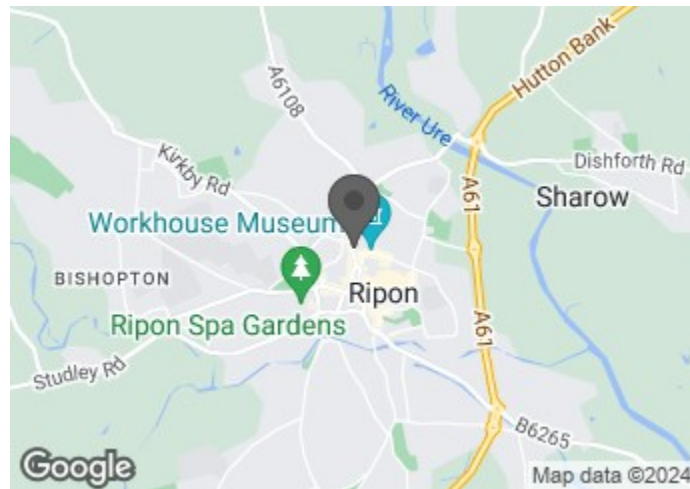 Hutton Bank
A6108
River Ure
Kirkby Rd
Dishforth Rd
A61
Sharow
Workhouse Museum
BISHOPTON
Ripon
Ripon Spa Gardens
A61
Studley Rd
B6265
Google
Map data ©2024